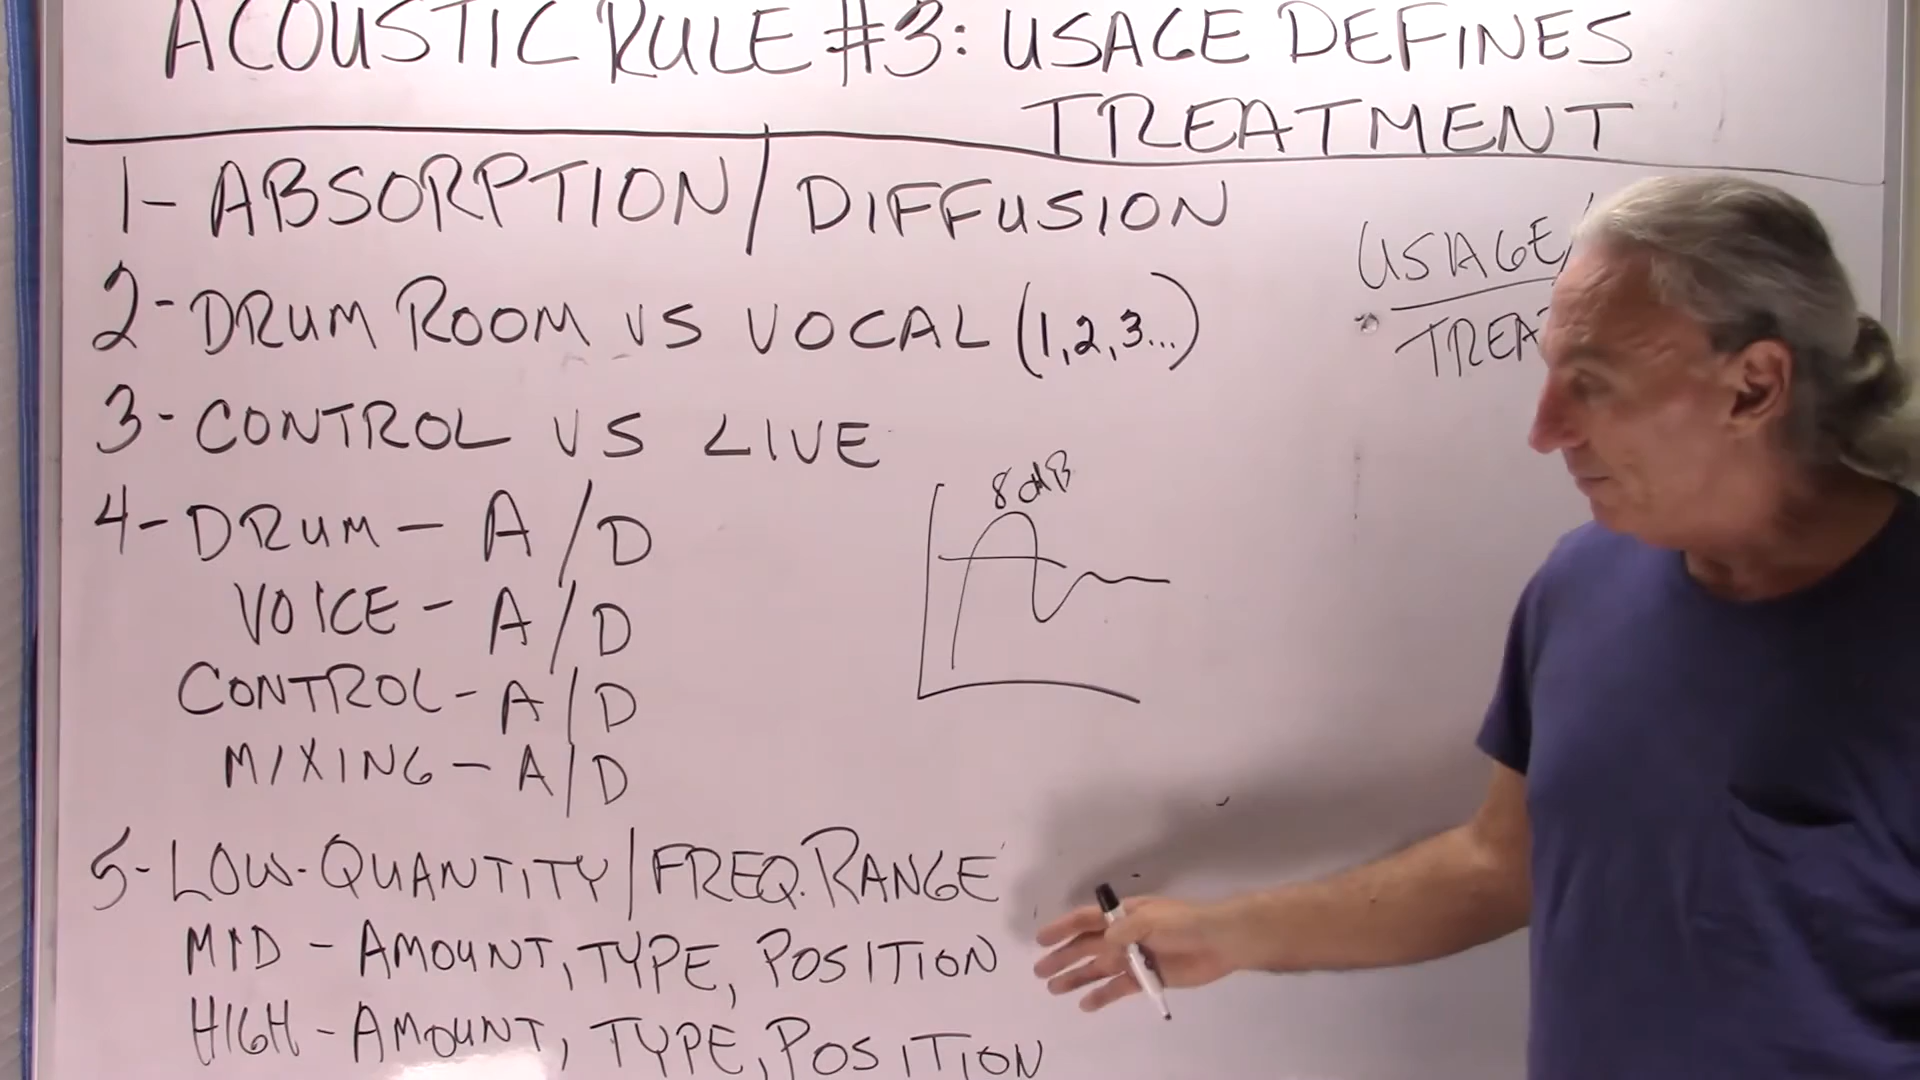 ACOUSTIC RULE #3: USAGE DEFINES
TREATMENT
1- ABSORPTION/DIFFUSION
2- DRUM ROOM VS VOCAL (1,2,3...)
3- CONTROL VS LIVE
4- DRUM - A/D
VOICE - A/D
CONTROL - A/D
MIXING - A/D
5- LOW-QUANTITY/FREQ. RANGE
MID - AMOUNT, TYPE, POSITION
HIGH - AMOUNT, TYPE, POSITION
8dB
USAGE/
TREA